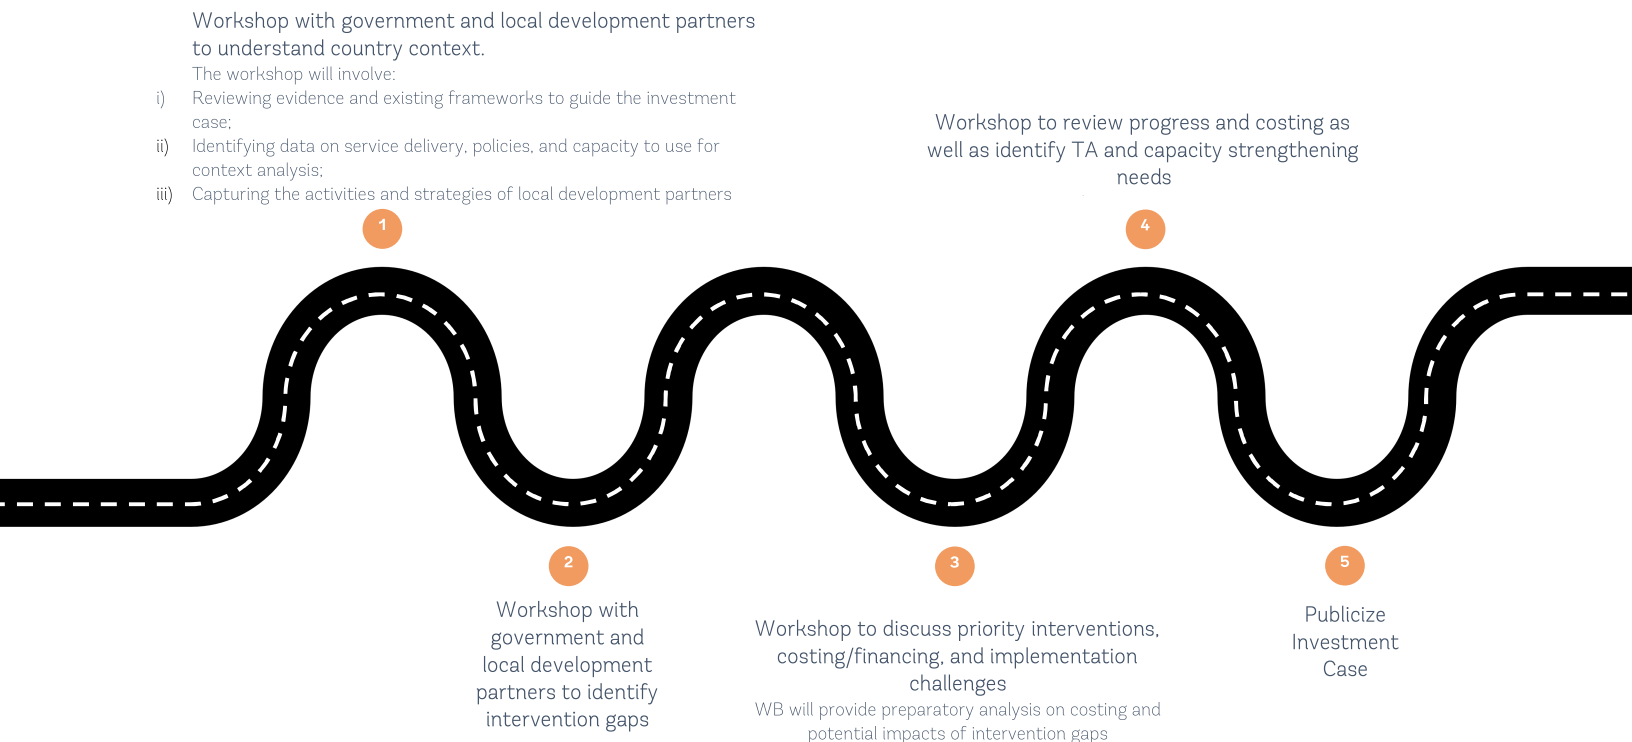 Workshop with government and local development partners
to understand country context.
The workshop will involve:
i) Reviewing evidence and existing frameworks to guide the investment
case;
ii) Identifying data on service delivery, policies, and capacity to use for
context analysis;
iii) Capturing the activities and strategies of local development partners
1
Workshop with
government and
local development
partners to identify
intervention gaps
2
Workshop to discuss priority interventions,
costing/financing, and implementation
challenges
WB will provide preparatory analysis on costing and
potential impacts of intervention gaps
3
Workshop to review progress and costing as
well as identify TA and capacity strengthening
needs
4
5
Publicize
Investment
Case